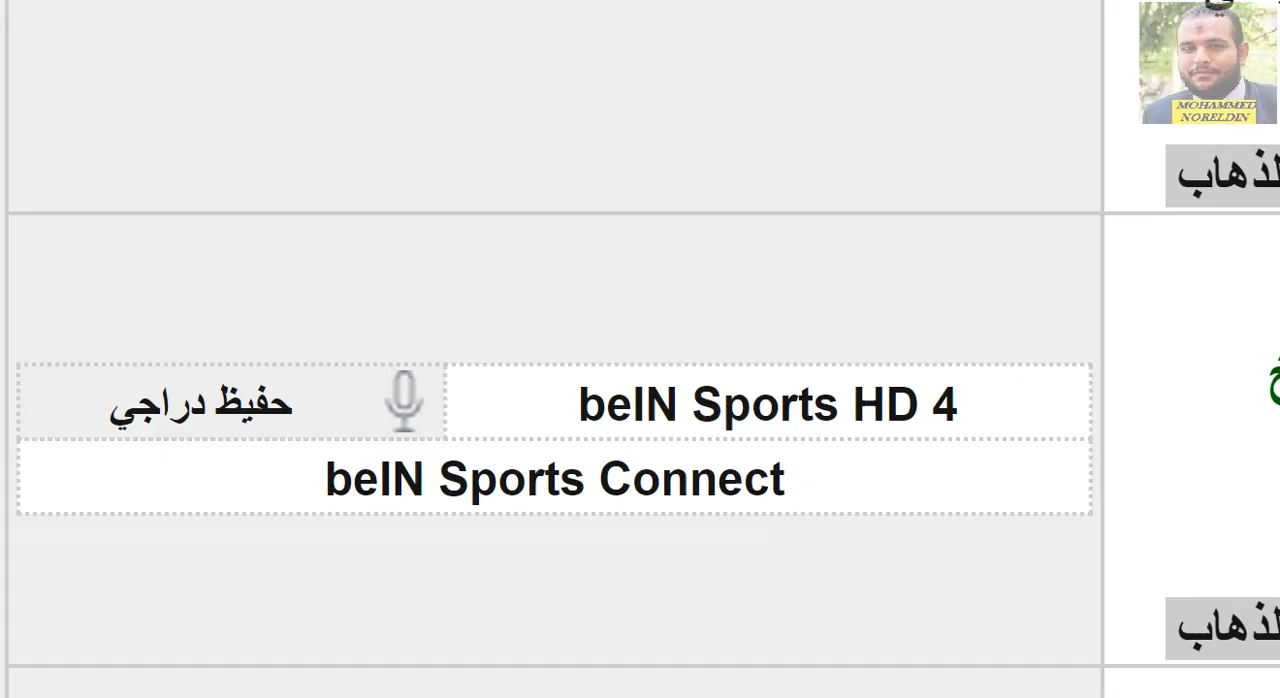 MOHAMMED
NORELDIN
beIN Sports HD 4
حفيظ دراجي
beIN Sports Connect